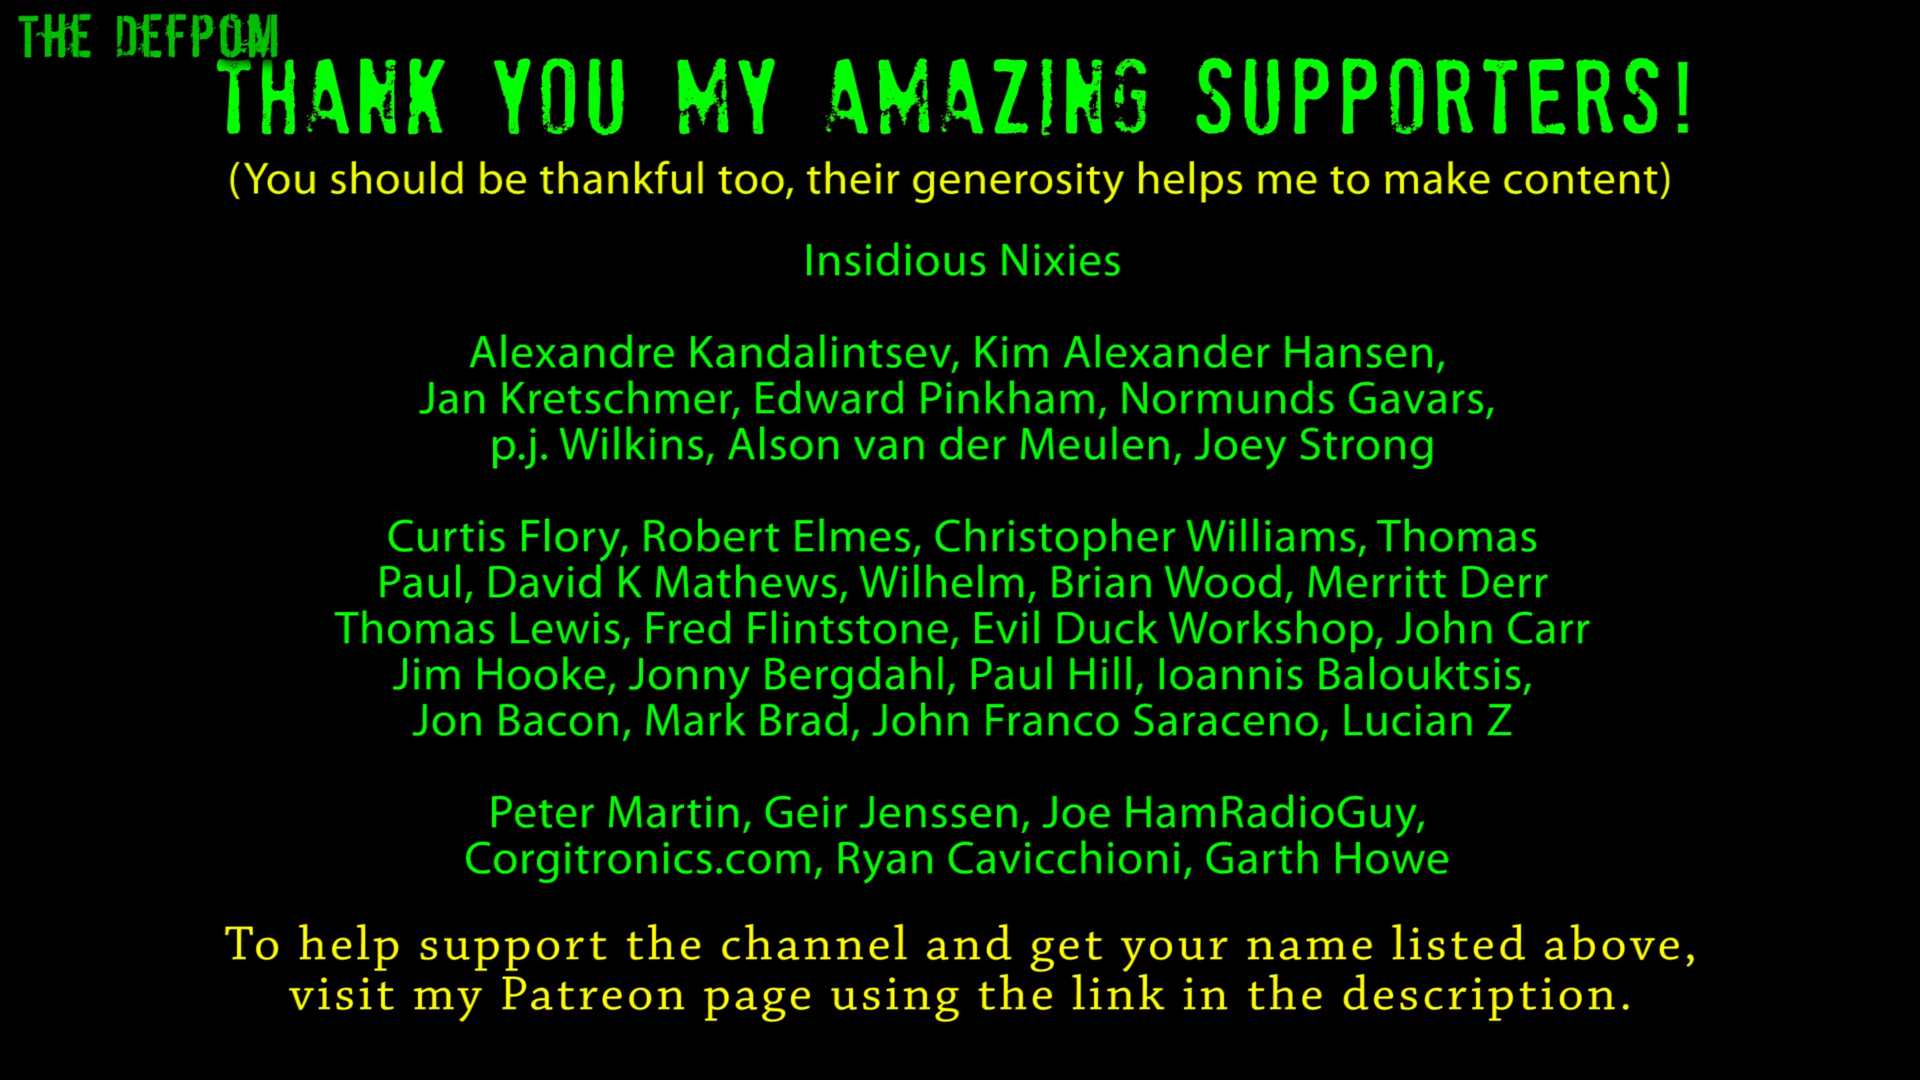 THE DEFPOM
THANK YOU MY AMAZING SUPPORTERS!
(You should be thankful too, their generosity helps me to make content)
Insidious Nixies
Alexandre Kandalintsev, Kim Alexander Hansen,
Jan Kretschmer, Edward Pinkham, Normunds Gavars,
p.j. Wilkins, Alson van der Meulen, Joey Strong
Curtis Flory, Robert Elmes, Christopher Williams, Thomas
Paul, David K Mathews, Wilhelm, Brian Wood, Merritt Derr
Thomas Lewis, Fred Flintstone, Evil Duck Workshop, John Carr
Jim Hooke, Jonny Bergdahl, Paul Hill, Ioannis Balouktsis,
Jon Bacon, Mark Brad, John Franco Saraceno, Lucian Z
Peter Martin, Geir Jenssen, Joe HamRadioGuy,
Corgitronics.com, Ryan Cavicchioni, Garth Howe
To help support the channel and get your name listed above,
visit my Patreon page using the link in the description.